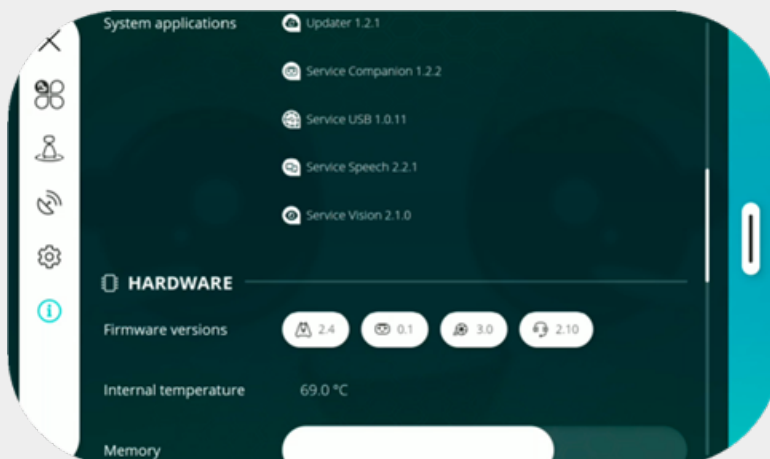 System applications
Updater 1.2.1
Service Companion 1.2.2
Service USB 1.0.11
Service Speech 2.2.1
Service Vision 2.1.0
HARDWARE
Firmware versions
2.4
0.1
3.0
2.10
Internal temperature
69.0 °C
Memory